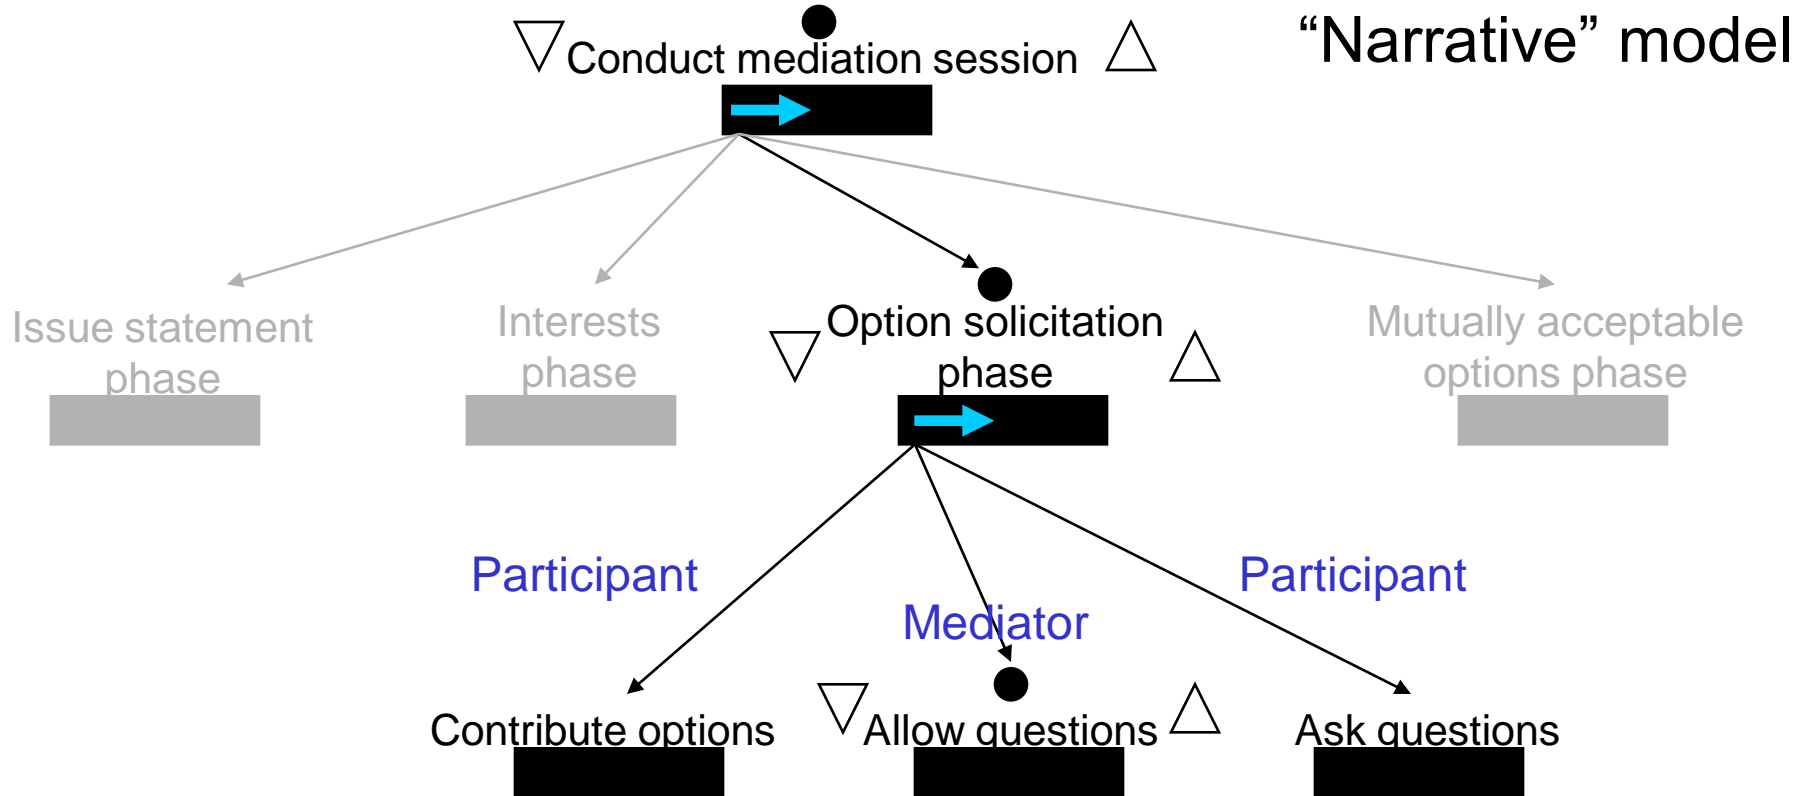 “Narrative” model
Conduct mediation session
Issue statement
phase
Interests
phase
Option solicitation
phase
Mutually acceptable
options phase
Participant
Mediator
Participant
Contribute options
Allow questions
Ask questions